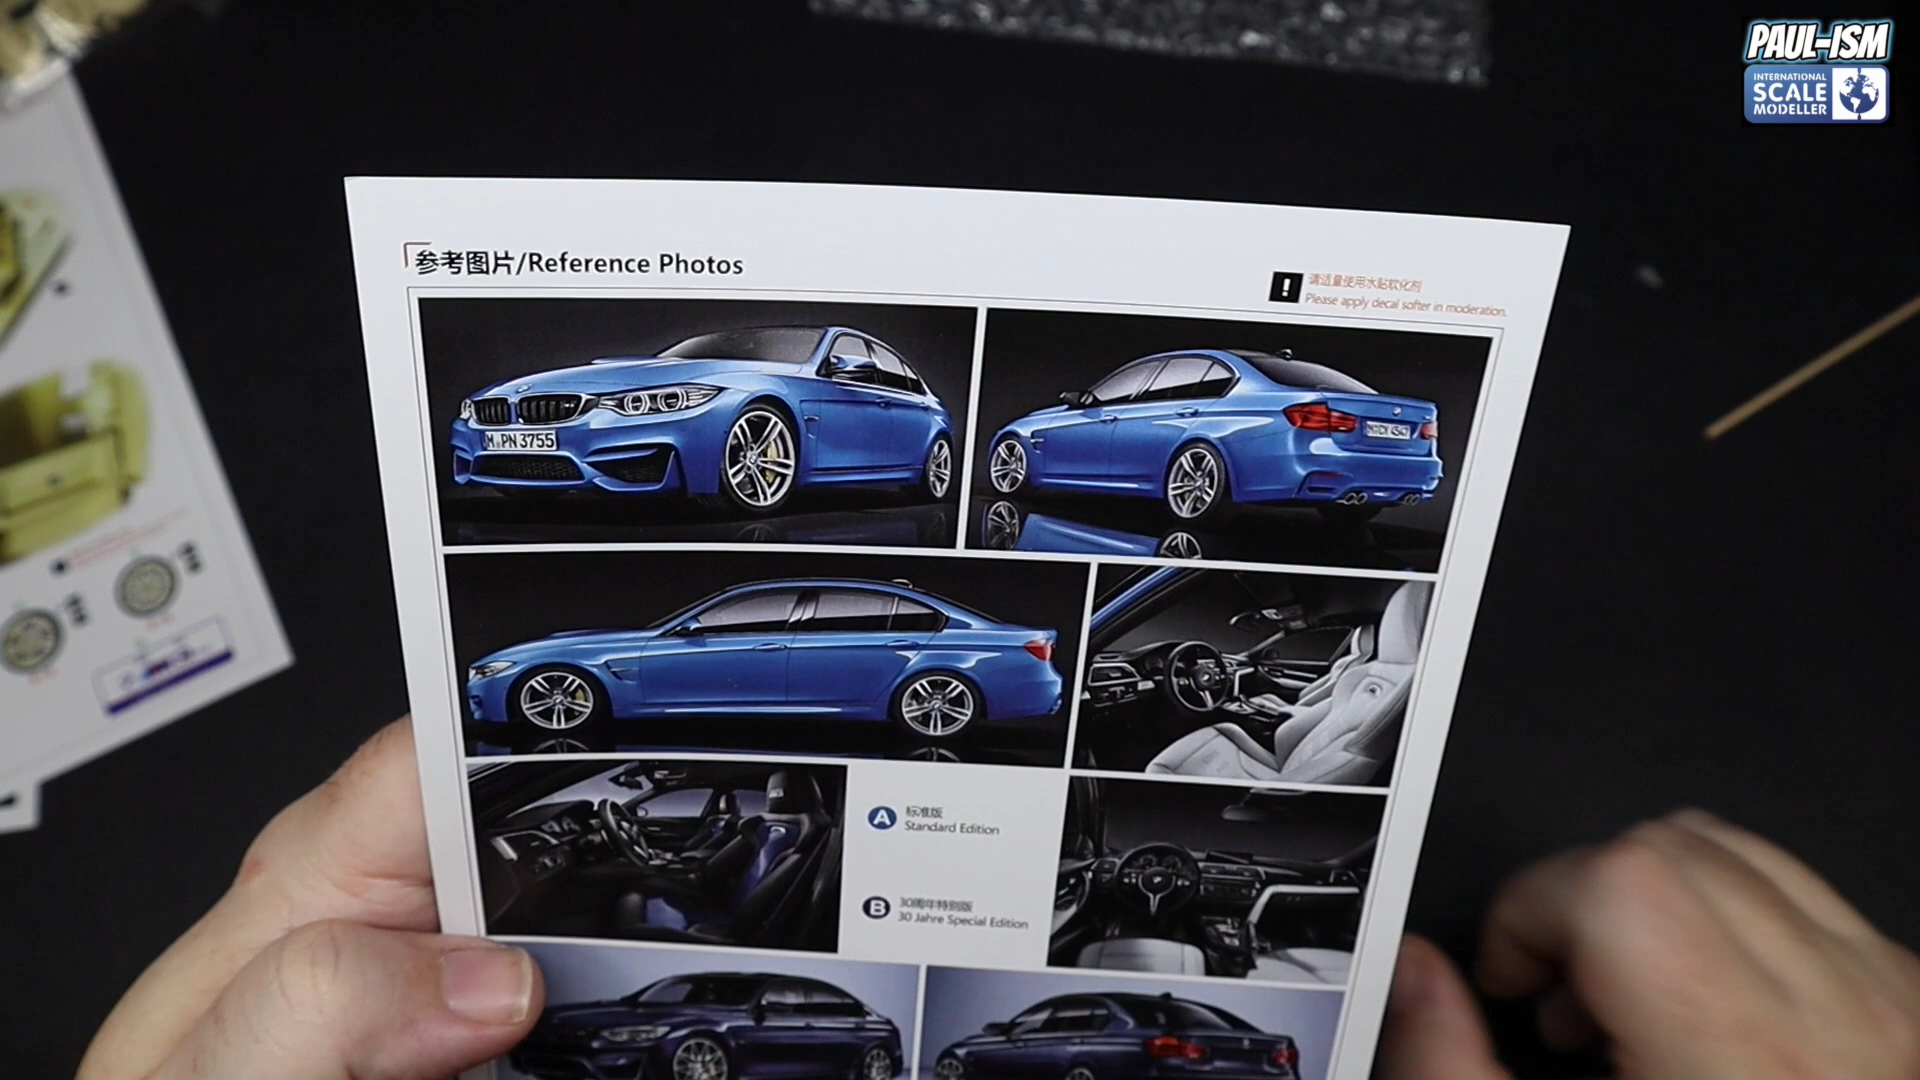 PAUL-ISM
INTERNATIONAL
SCALE
MODELLER
参考图片/Reference Photos
!
请适量使用水贴软化剂
Please apply decal softer in moderation.
M PN 3755
A
标准版
Standard Edition
B
30周年特别版
30 Jahre Special Edition